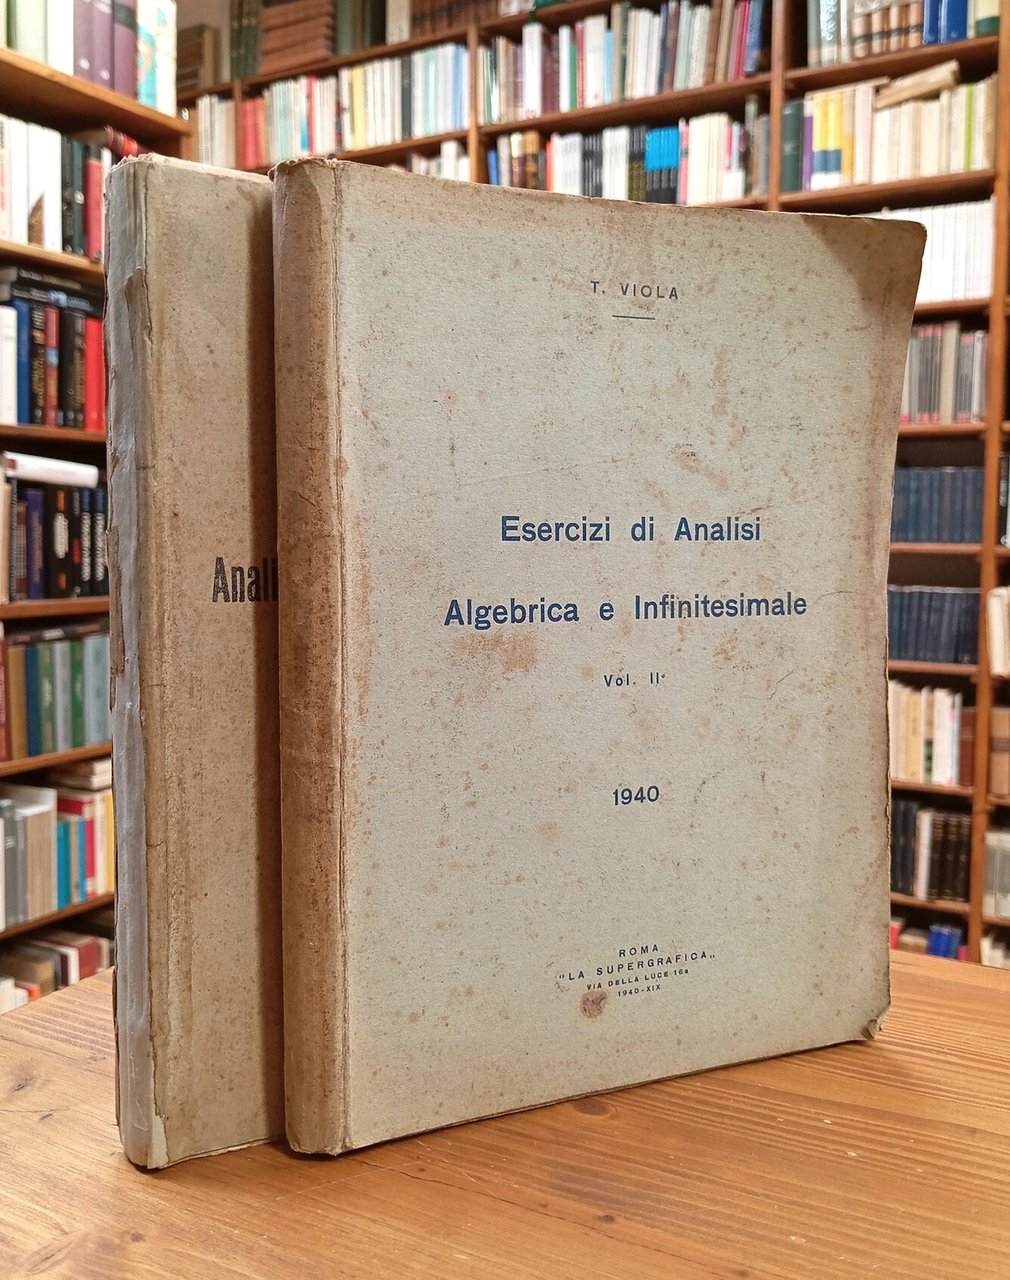 T. VIOLA
Esercizi di Analisi
Algebrica e Infinitesimale
Vol. II°
1940
ROMA
"LA SUPERGRAFICA„
VIA DELLA LUCE 16a
1940-XIX
Anali